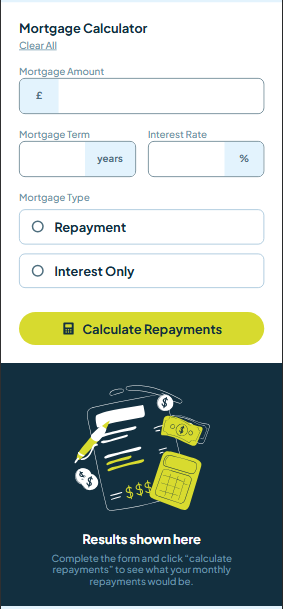 Mortgage Calculator
Clear All
Mortgage Amount
£
Mortgage Term Interest Rate
years %
Mortgage Type
Repayment
Interest Only
Calculate Repayments
$
$
$
$
$ $ $
Results shown here
Complete the form and click “calculate
repayments” to see what your monthly
repayments would be.